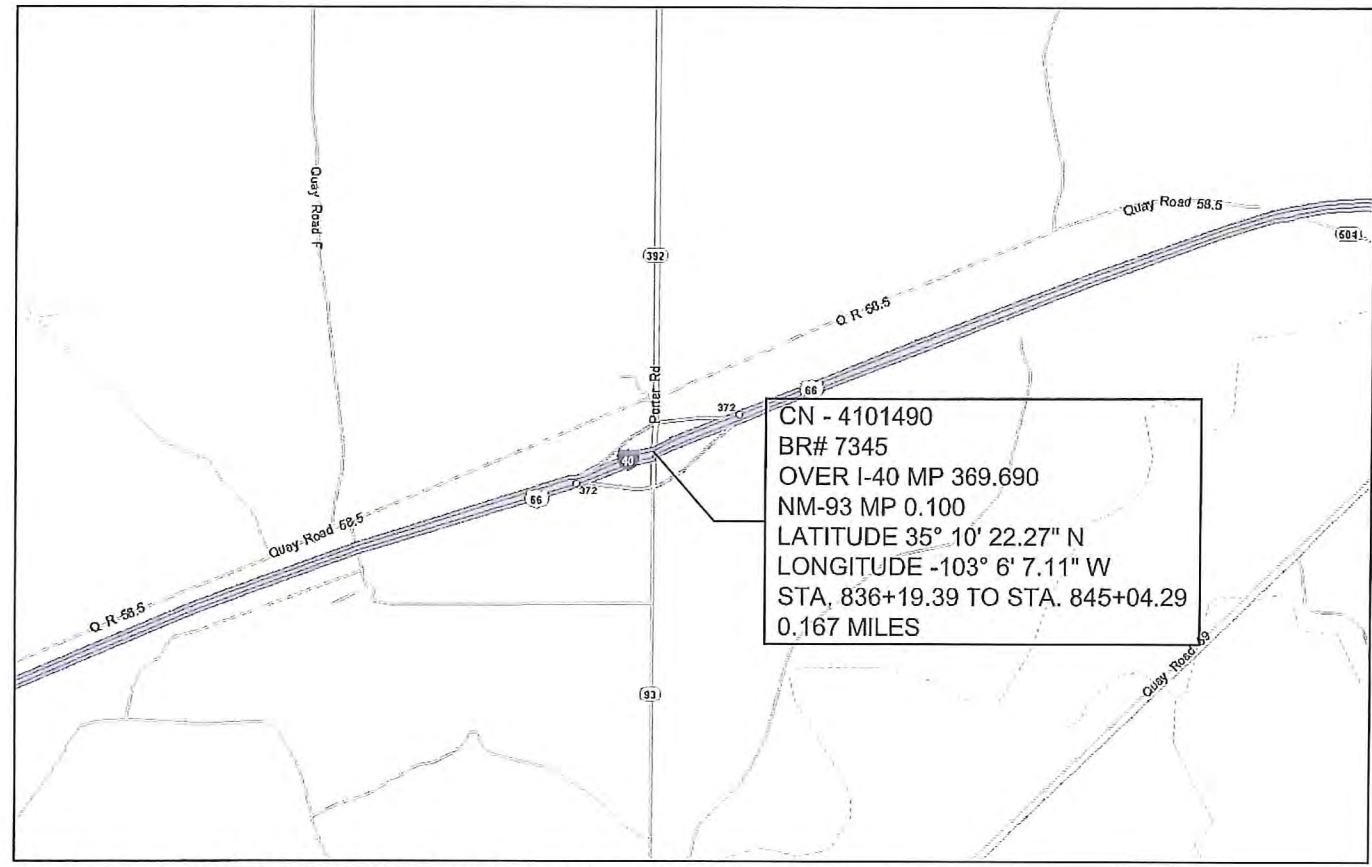 Quay Road F
Quay Road 58.5
504
392
Q R 58.5
Porter Rd
66
372
40
372
66
CN - 4101490
BR# 7345
OVER I-40 MP 369.690
NM-93 MP 0.100
LATITUDE 35° 10' 22.27" N
LONGITUDE -103° 6' 7.11" W
STA. 836+19.39 TO STA. 845+04.29
0.167 MILES
Quay Road 58.5
Q R 58.5
Quay Road 59
93